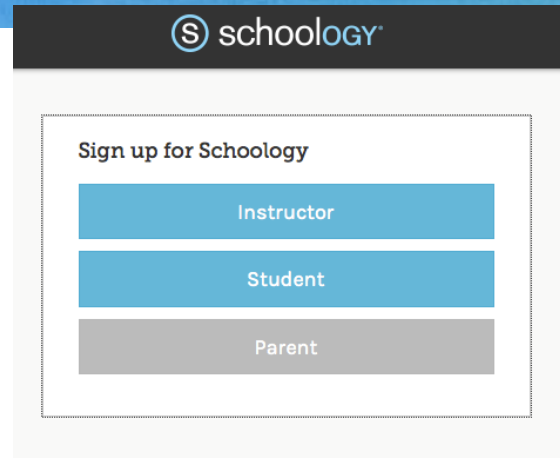 S schoology
Sign up for Schoology
Instructor
Student
Parent